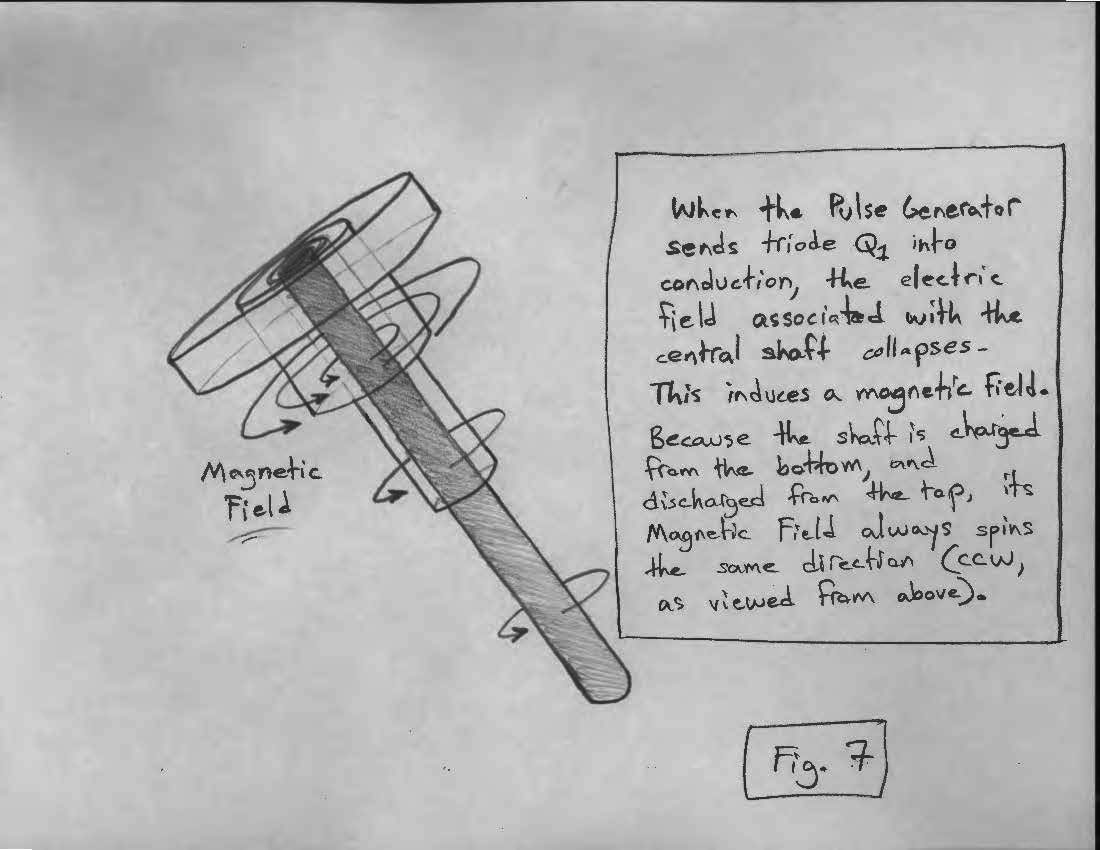 Magnetic
Field
When the Pulse Generator
sends triode Q1 into
conduction, the electric
field associated with the
central shaft collapses.
This induces a magnetic field.
Because the shaft is charged
from the bottom, and
discharged from the top, its
Magnetic Field always spins
the same direction (ccw,
as viewed from above).
Fig. 7